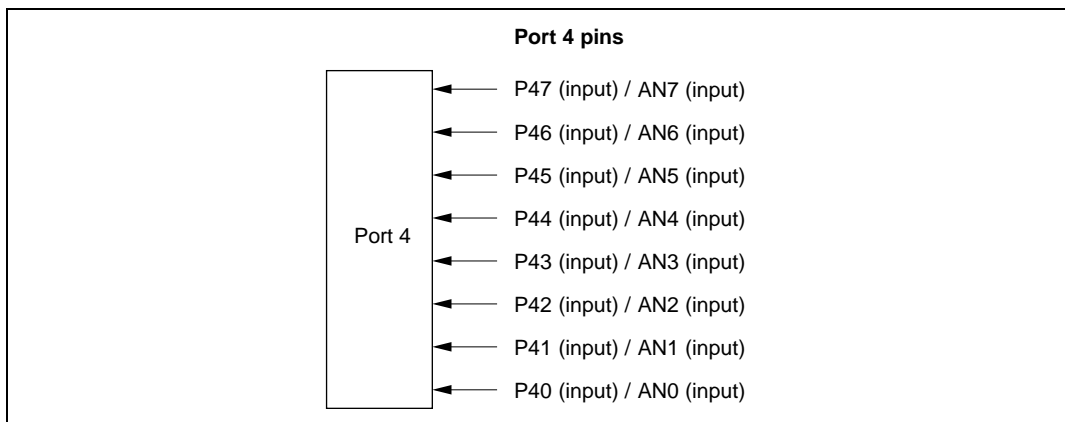 Port 4 pins
P47 (input) / AN7 (input)
P46 (input) / AN6 (input)
P45 (input) / AN5 (input)
P44 (input) / AN4 (input)
Port 4
P43 (input) / AN3 (input)
P42 (input) / AN2 (input)
P41 (input) / AN1 (input)
P40 (input) / AN0 (input)